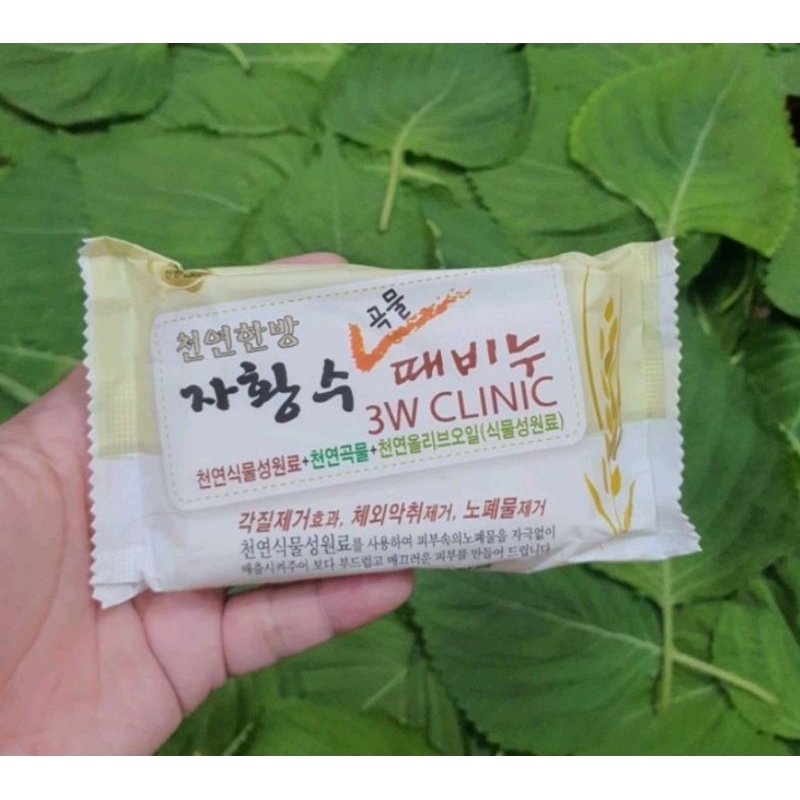 천연한방
곡물
자황수 때비누
3W CLINIC
천연식물성원료+천연곡물+천연올리브오일(식물성원료)
각질제거효과, 체외악취제거, 노폐물제거
천연식물성원료를 사용하여 피부속의노폐물을 자극없이
배출시켜주어 보다 부드럽고 매끄러운 피부를 만들어 드립니다